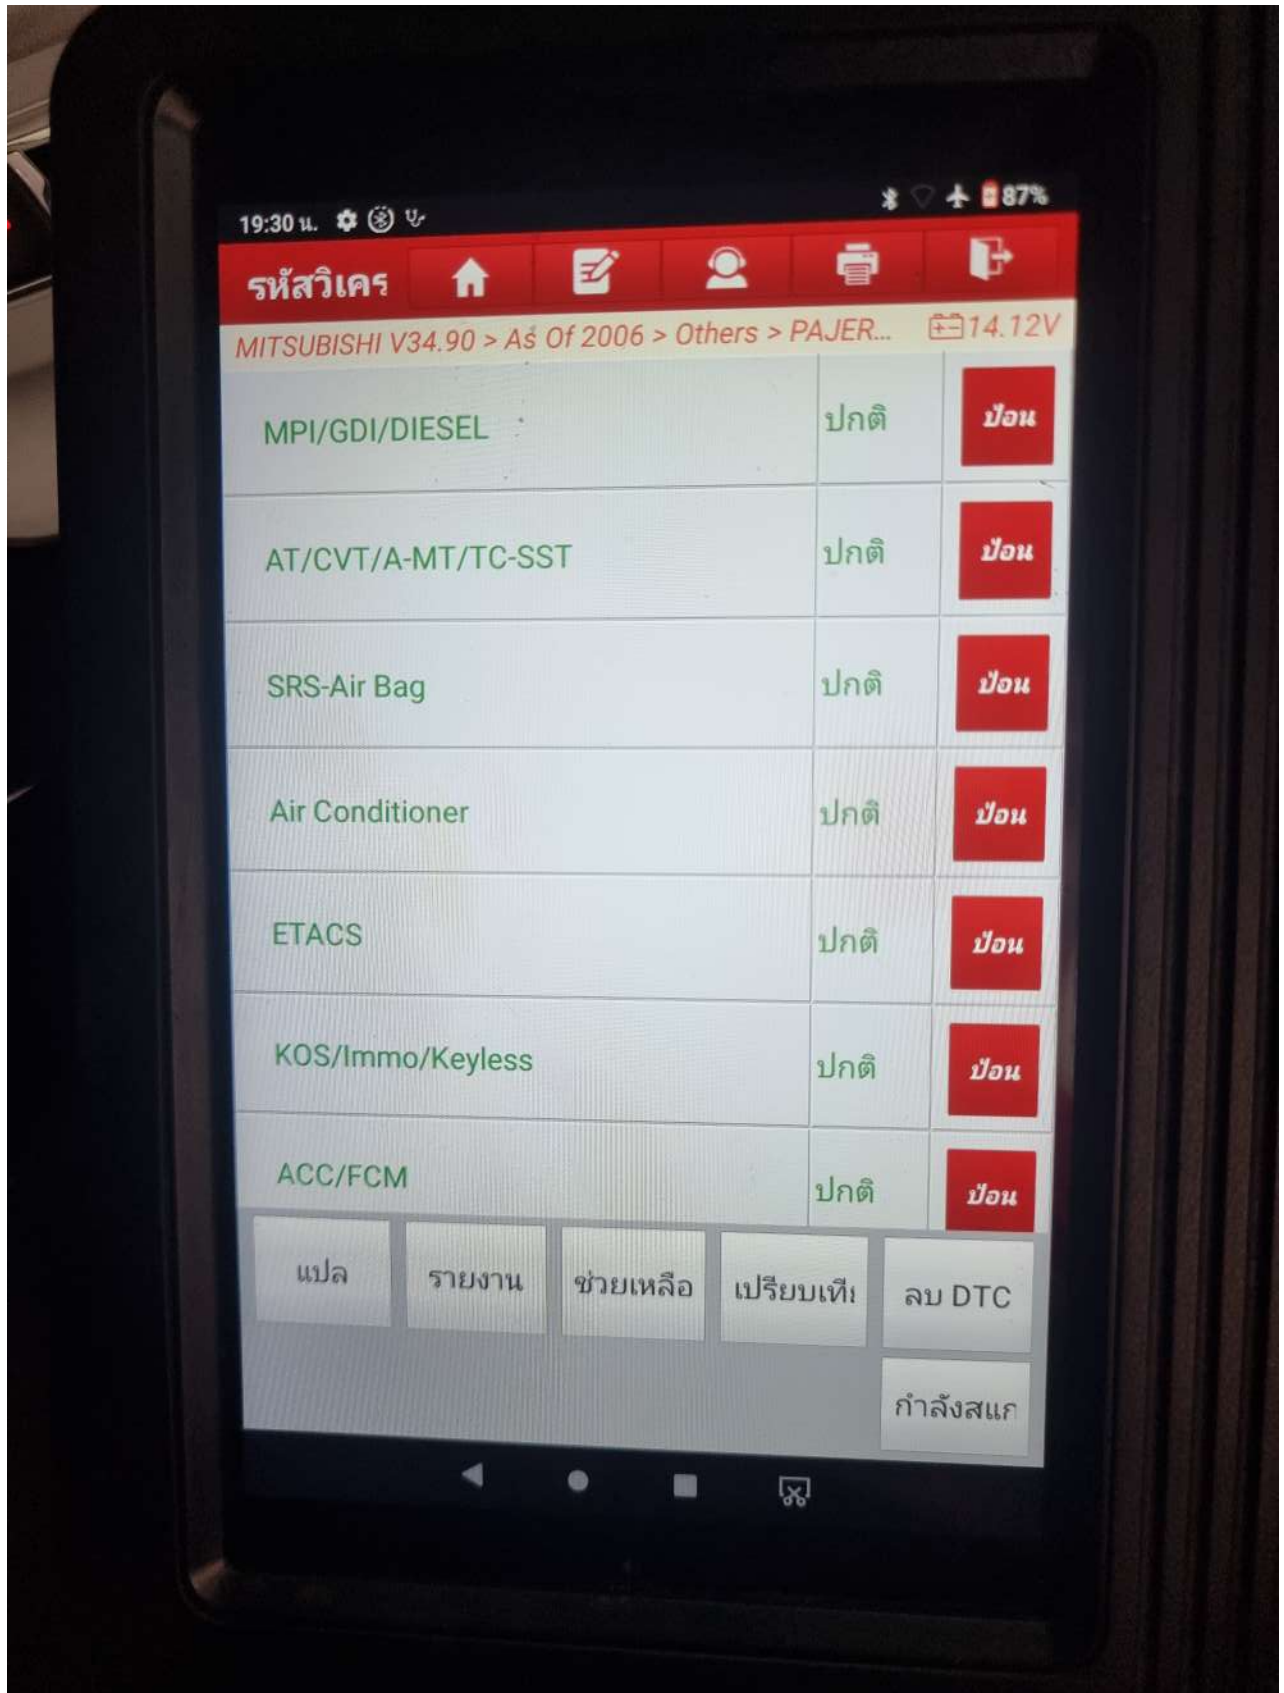 19:30 น. 87%
รหัสวิเคร
MITSUBISHI V34.90 > As Of 2006 > Others > PAJER... 14.12V
MPI/GDI/DIESEL ปกติ ป้อน
AT/CVT/A-MT/TC-SST ปกติ ป้อน
SRS-Air Bag ปกติ ป้อน
Air Conditioner ปกติ ป้อน
ETACS ปกติ ป้อน
KOS/Immo/Keyless ปกติ ป้อน
ACC/FCM ปกติ ป้อน
แปล รายงาน ช่วยเหลือ เปรียบเที ลบ DTC
กำลังสแก